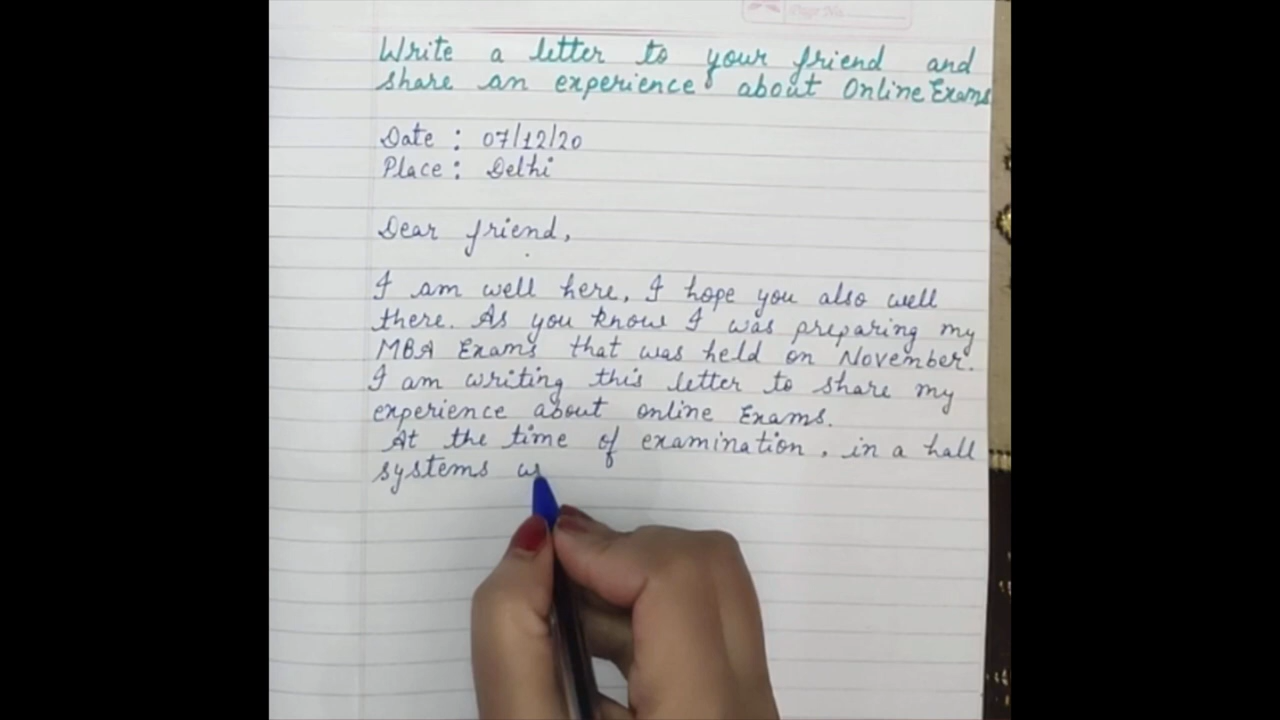 Page No.
Write a letter to your friend and
share an experience about Online Exams
Date : 07/12/20
Place : Delhi
Dear friend,
I am well here, I hope you also well
there. As you know I was preparing my
MBA Exams that was held on November.
I am writing this letter to share my
experience about online Exams.
At the time of examination, in a hall
systems